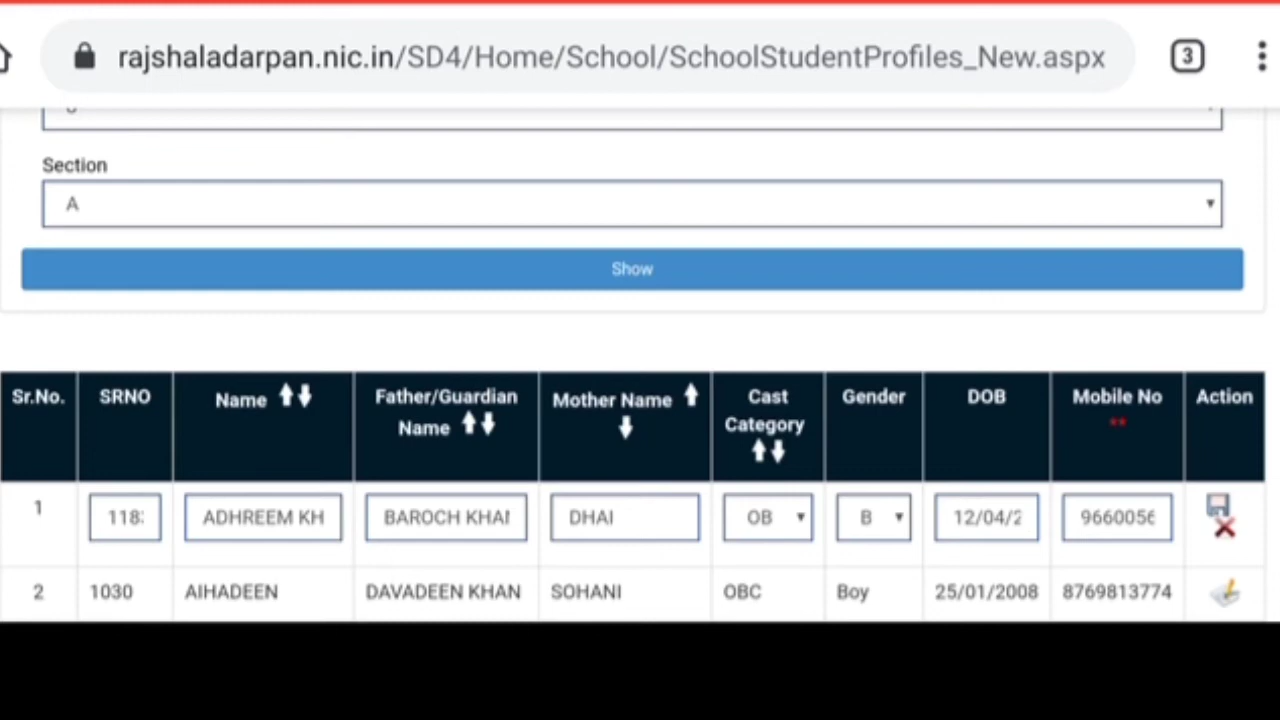 rajshaladarpan.nic.in/SD4/Home/School/SchoolStudentProfiles_New.aspx 3
Section
A
Show
Sr.No. SRNO Name Father/Guardian Name Mother Name Cast Category Gender DOB Mobile No ** Action
1 118 ADHREEM KH BAROCH KHA DHAI OB B 12/04/2 966005
2 1030 AIHADEEN DAVADEEN KHAN SOHANI OBC Boy 25/01/2008 8769813774